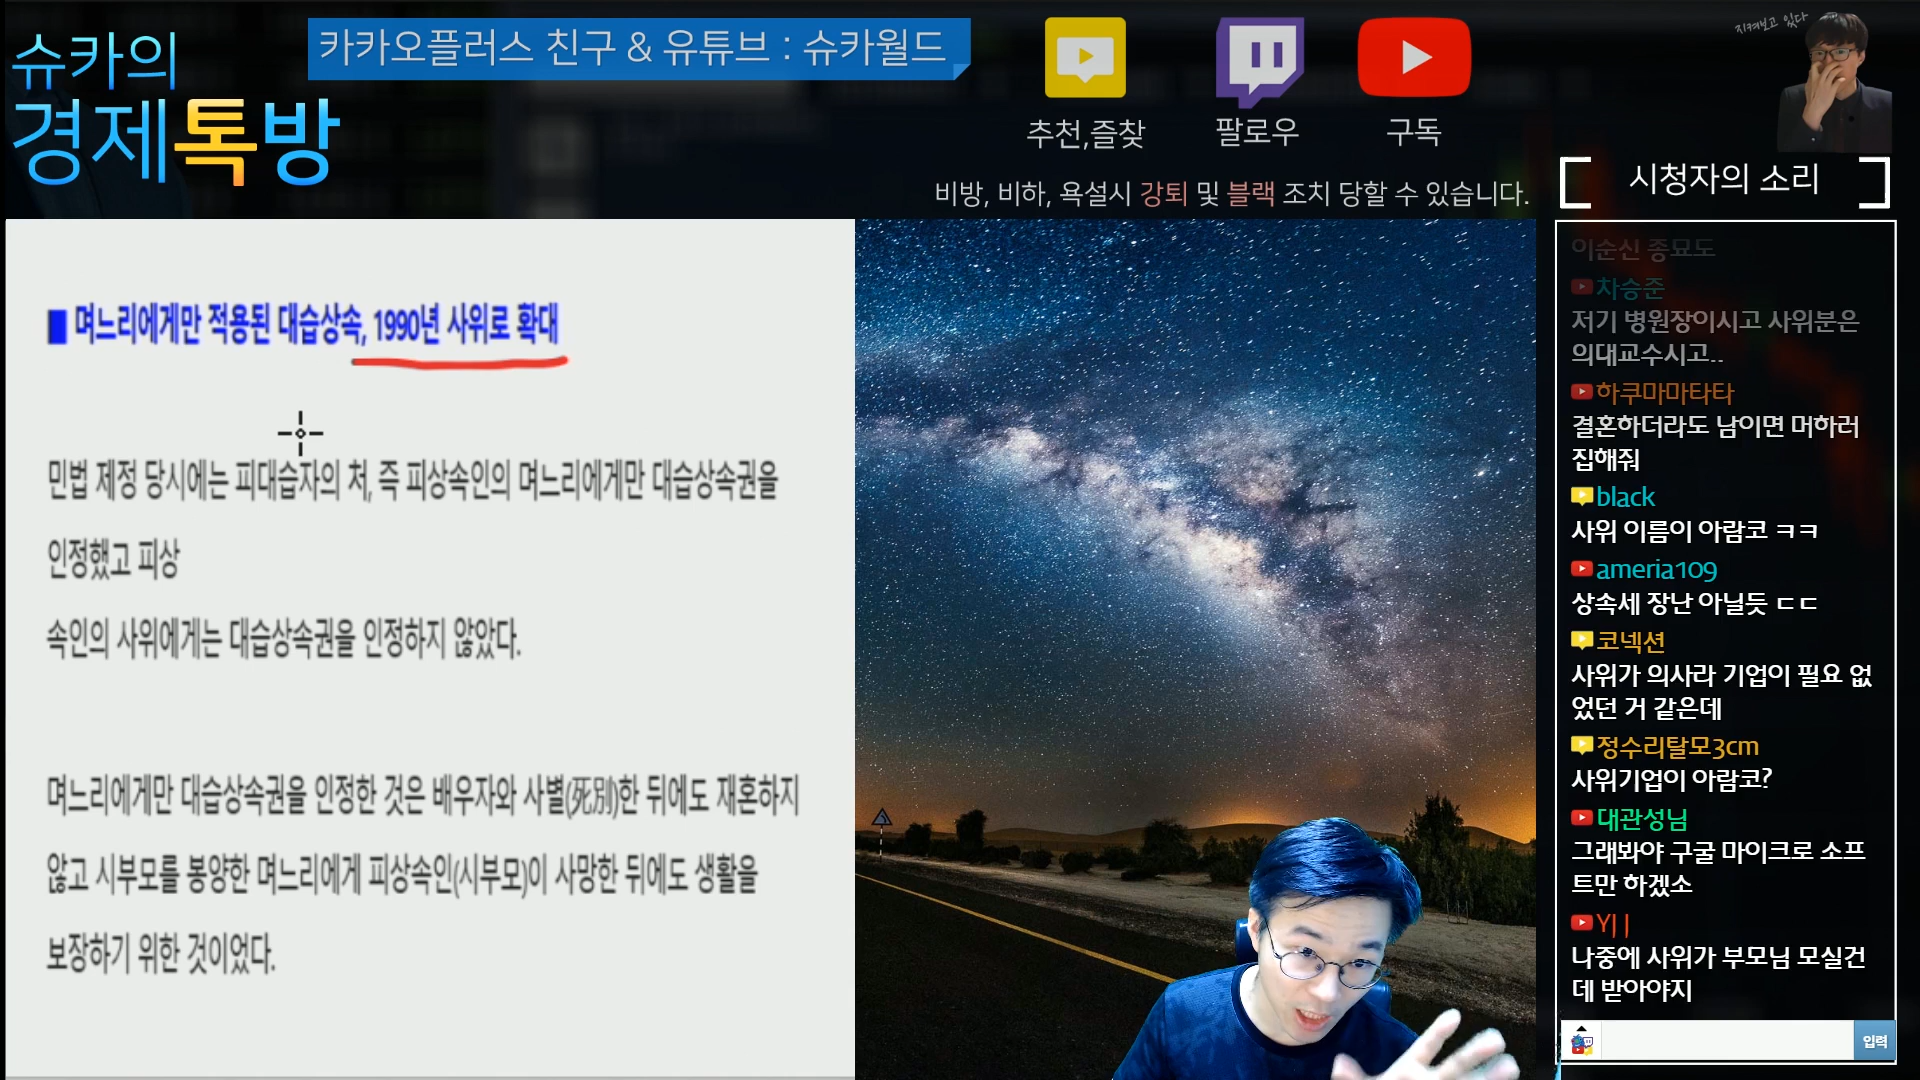 슈카의
경제톡방
카카오플러스 친구 & 유튜브 : 슈카월드
추천,즐찾
팔로우
구독
비방, 비하, 욕설시 강퇴 및 블랙 조치 당할 수 있습니다.
지켜보고 있다
시청자의 소리
■ 며느리에게만 적용된 대습상속, 1990년 사위로 확대
민법 제정 당시에는 피대습자의 처, 즉 피상속인의 며느리에게만 대습상속권을
인정했고 피상
속인의 사위에게는 대습상속권을 인정하지 않았다.
며느리에게만 대습상속권을 인정한 것은 배우자와 사별(死別)한 뒤에도 재혼하지
않고 시부모를 봉양한 며느리에게 피상속인(시부모)이 사망한 뒤에도 생활을
보장하기 위한 것이었다.
이순신 종묘도
차승준
저기 병원장이시고 사위분은
의대교수시고..
하쿠마마타타
결혼하더라도 남이면 머하러
집해줘
black
사위 이름이 아람코 ㅋㅋ
ameria109
상속세 장난 아닐듯 ㄷㄷ
코넥션
사위가 의사라 기업이 필요 없
었던 거 같은데
정수리탈모3cm
사위기업이 아람코?
대관성님
그래봐야 구굴 마이크로 소프
트만 하겠소
Y||
나중에 사위가 부모님 모실건
데 받아야지
입력